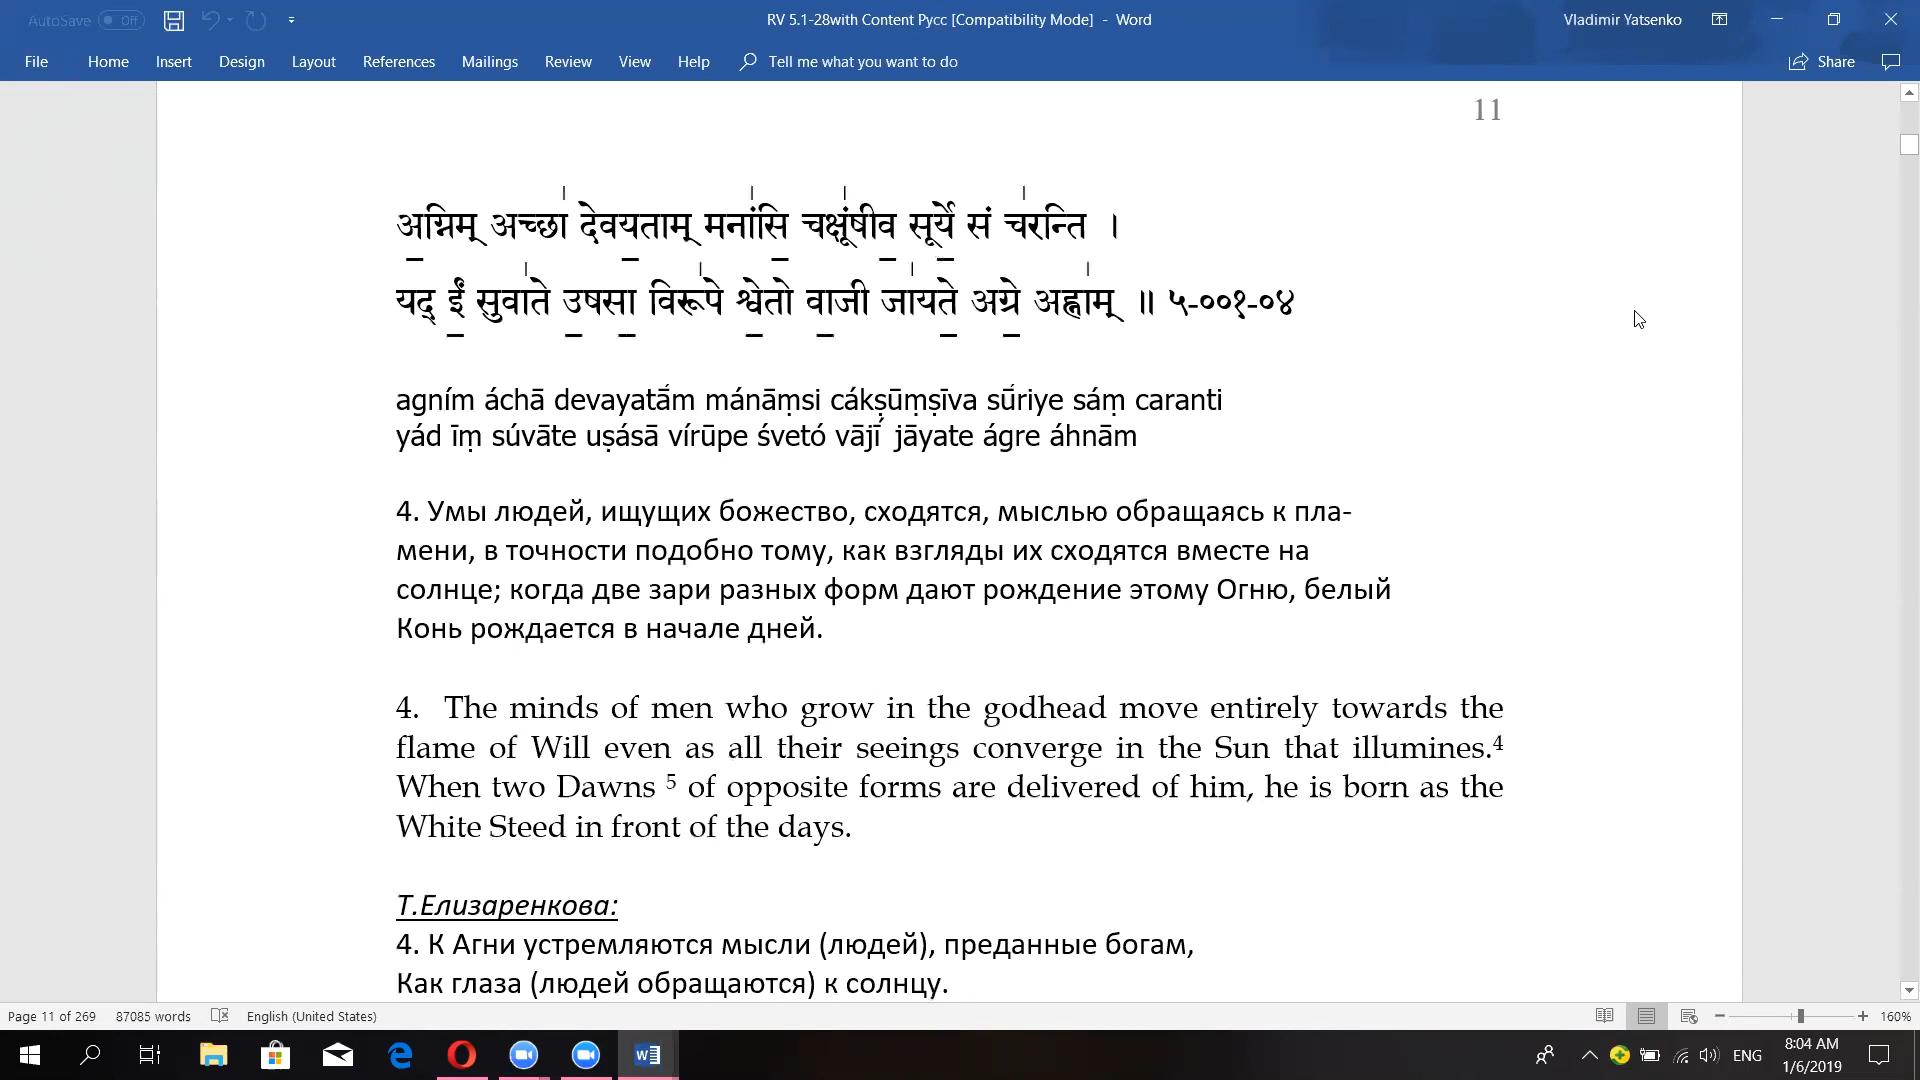 AutoSave Off
RV 5.1-28with Content Русс [Compatibility Mode] - Word
Vladimir Yatsenko
File Home Insert Design Layout References Mailings Review View Help Tell me what you want to do Share
11
अ॒ग्निम् अच्छा॑ देवय॒ताम् मनां॑सि॒ चक्षूं॑षीव॒ सूर्ये॒ सं च॑रन्ति ।
यद् ईं॒ सुवा॑ते उ॒षसा॒ विरू॑पे श्वे॒तो वा॒जी जा॑यते॒ अग्रे॒ अह्ना॑म् ॥ ५-००१-०४
agním áchā devayatā́m mánāṃsi cákṣūṃṣīva sū́riye sáṃ caranti
yád īṃ súvāte uṣásā vírūpe śvetó vājī́ jāyate ágre áhnām
4. Умы людей, ищущих божество, сходятся, мыслью обращаясь к пла-
мени, в точности подобно тому, как взгляды их сходятся вместе на
солнце; когда две зари разных форм дают рождение этому Огню, белый
Конь рождается в начале дней.
4. The minds of men who grow in the godhead move entirely towards the
flame of Will even as all their seeings converge in the Sun that illumines.4
When two Dawns 5 of opposite forms are delivered of him, he is born as the
White Steed in front of the days.
Т.Елизаренкова:
4. К Агни устремляются мысли (людей), преданные богам,
Как глаза (людей обращаются) к солнцу.
Page 11 of 269 87085 words English (United States) 160%
ENG
8:04 AM
1/6/2019